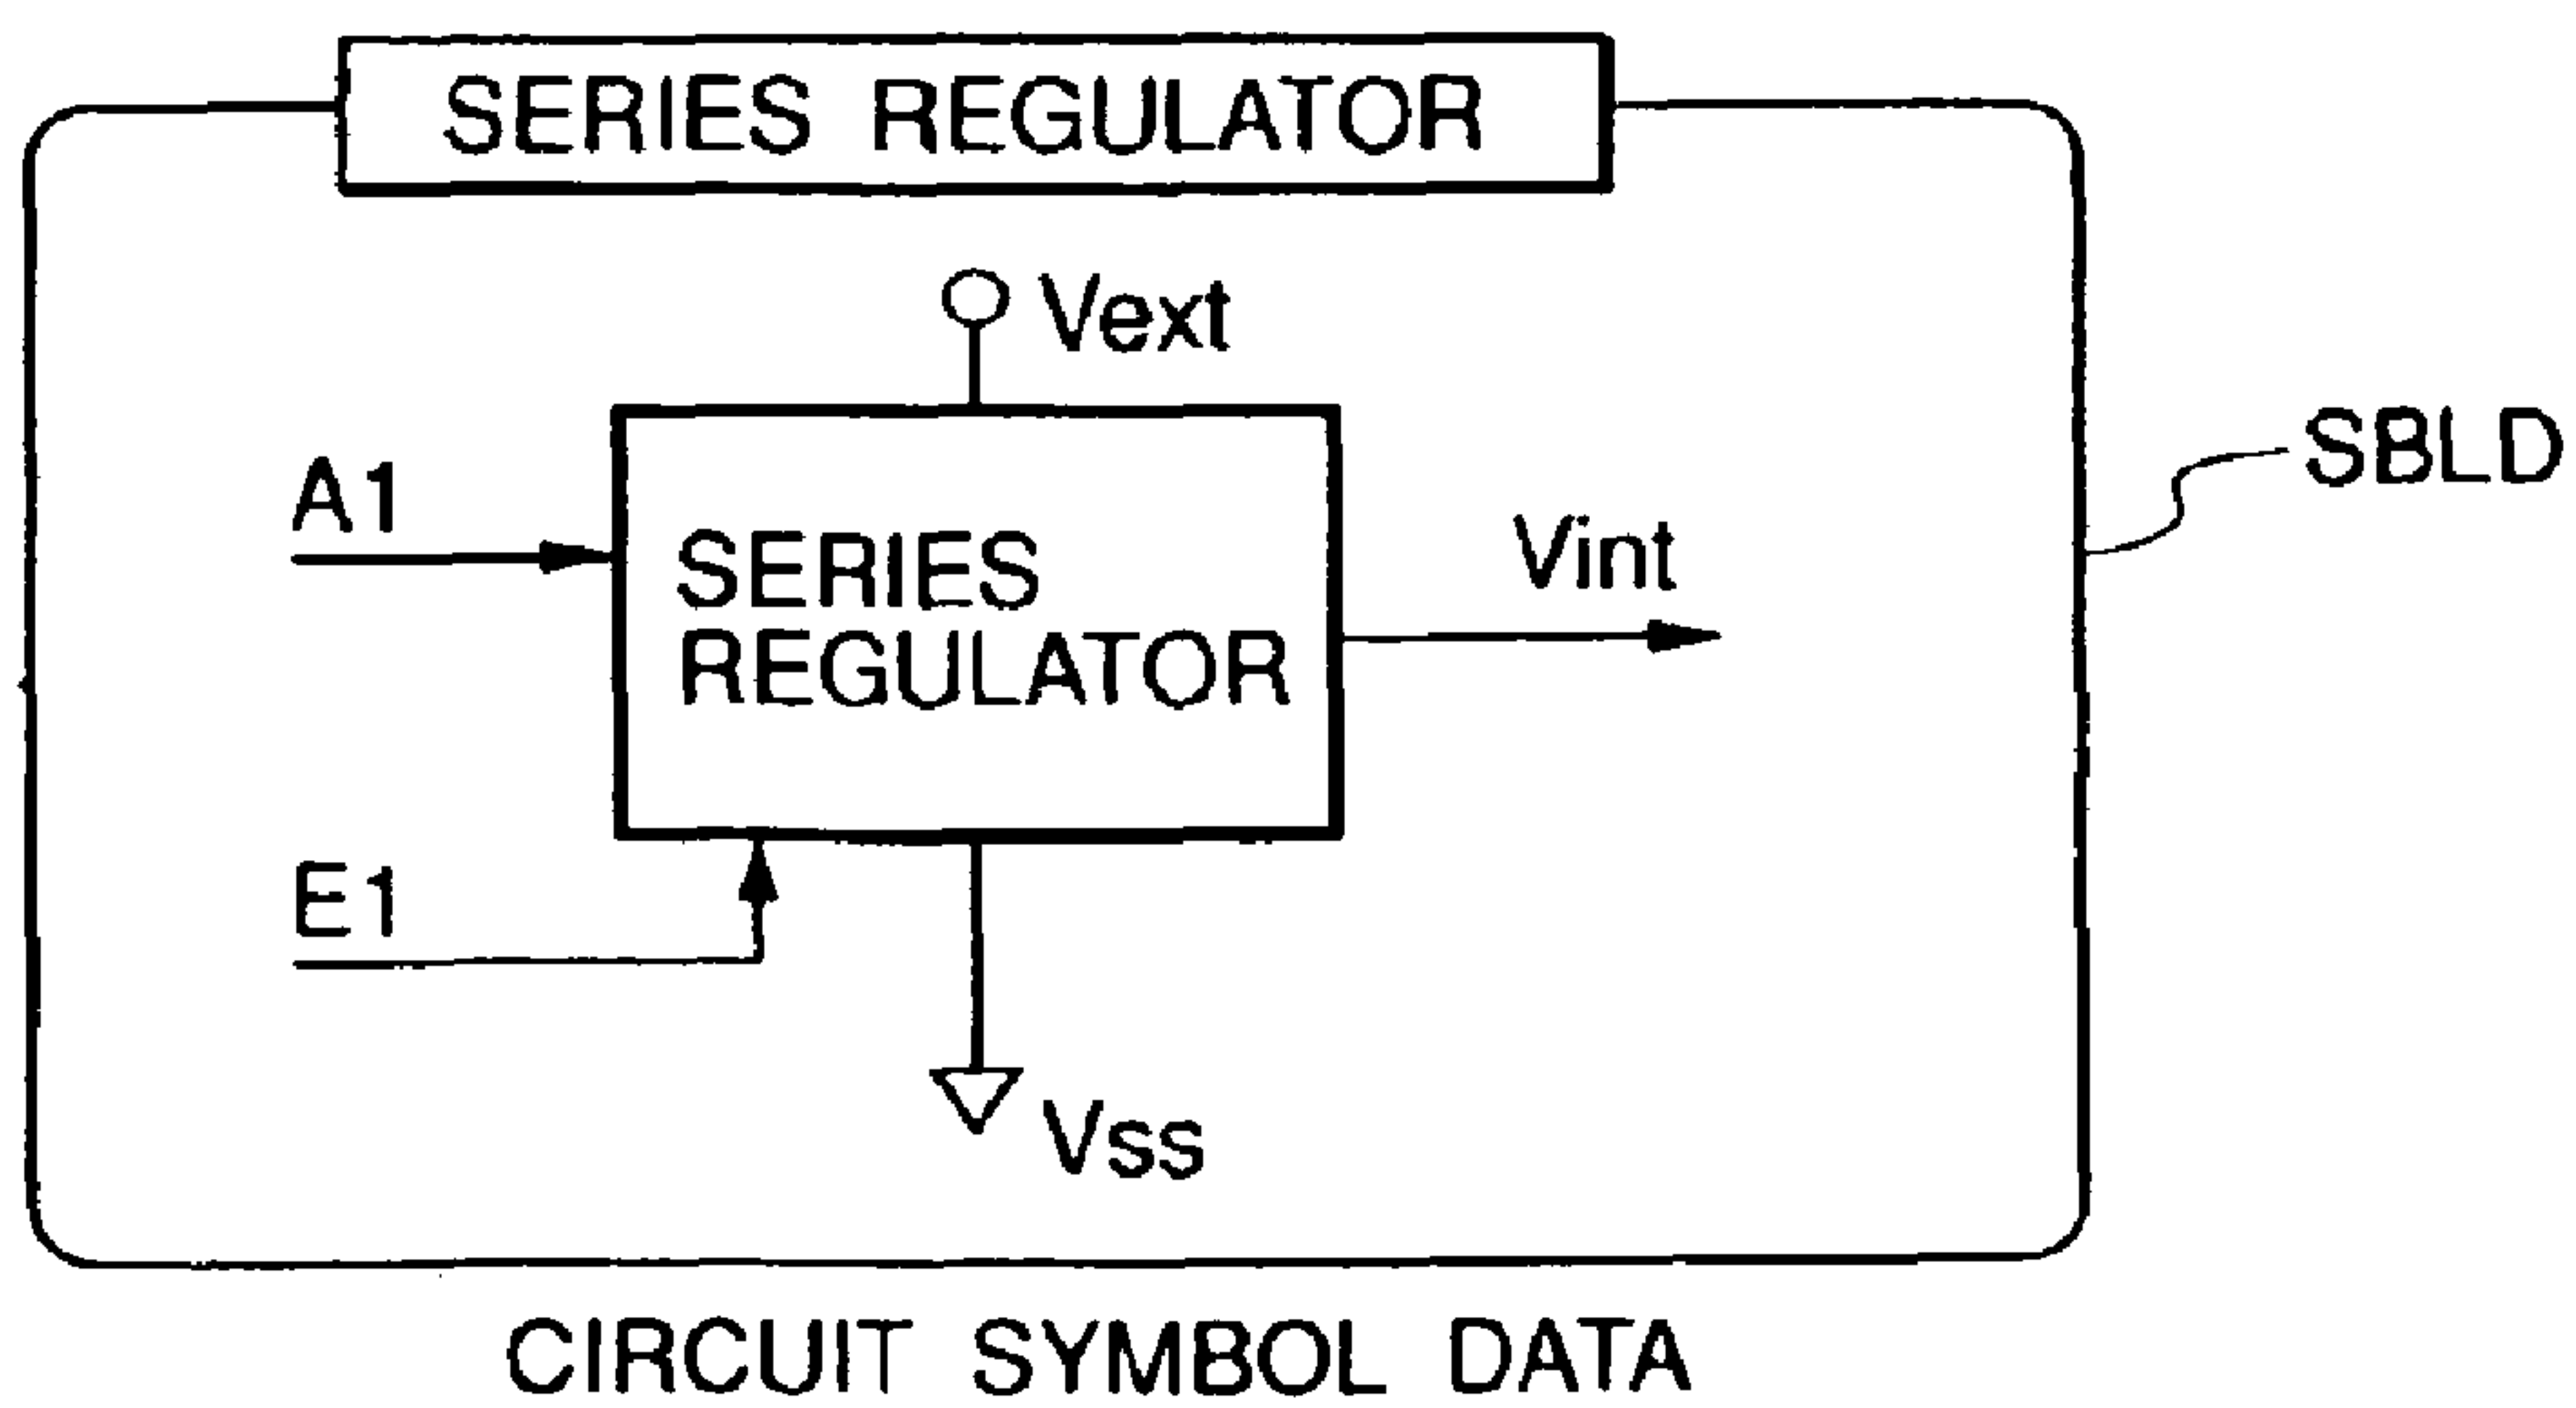 SERIES REGULATOR
Vext
SBLD
A1
Vint
SERIES
REGULATOR
E1
Vss
CIRCUIT SYMBOL DATA